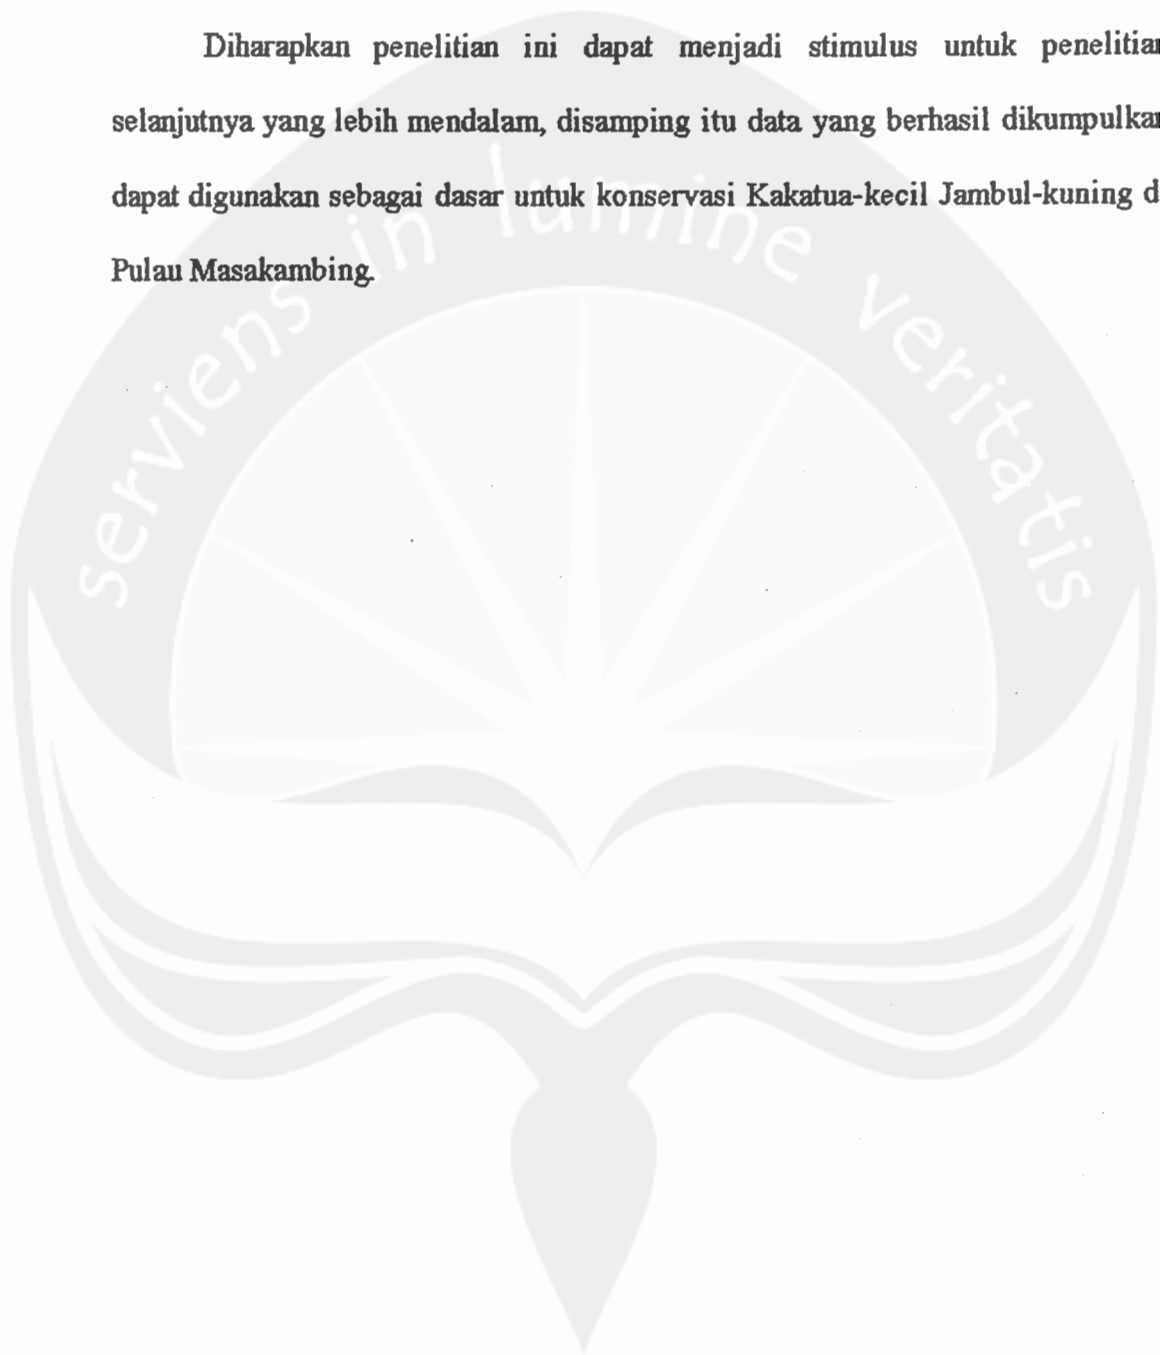 Diharapkan penelitian ini dapat menjadi stimulus untuk penelitian
selanjutnya yang lebih mendalam, disamping itu data yang berhasil dikumpulkan
dapat digunakan sebagai dasar untuk konservasi Kakatua-kecil Jambul-kuning d
Pulau Masakambing.
serviens in lumine veritatis